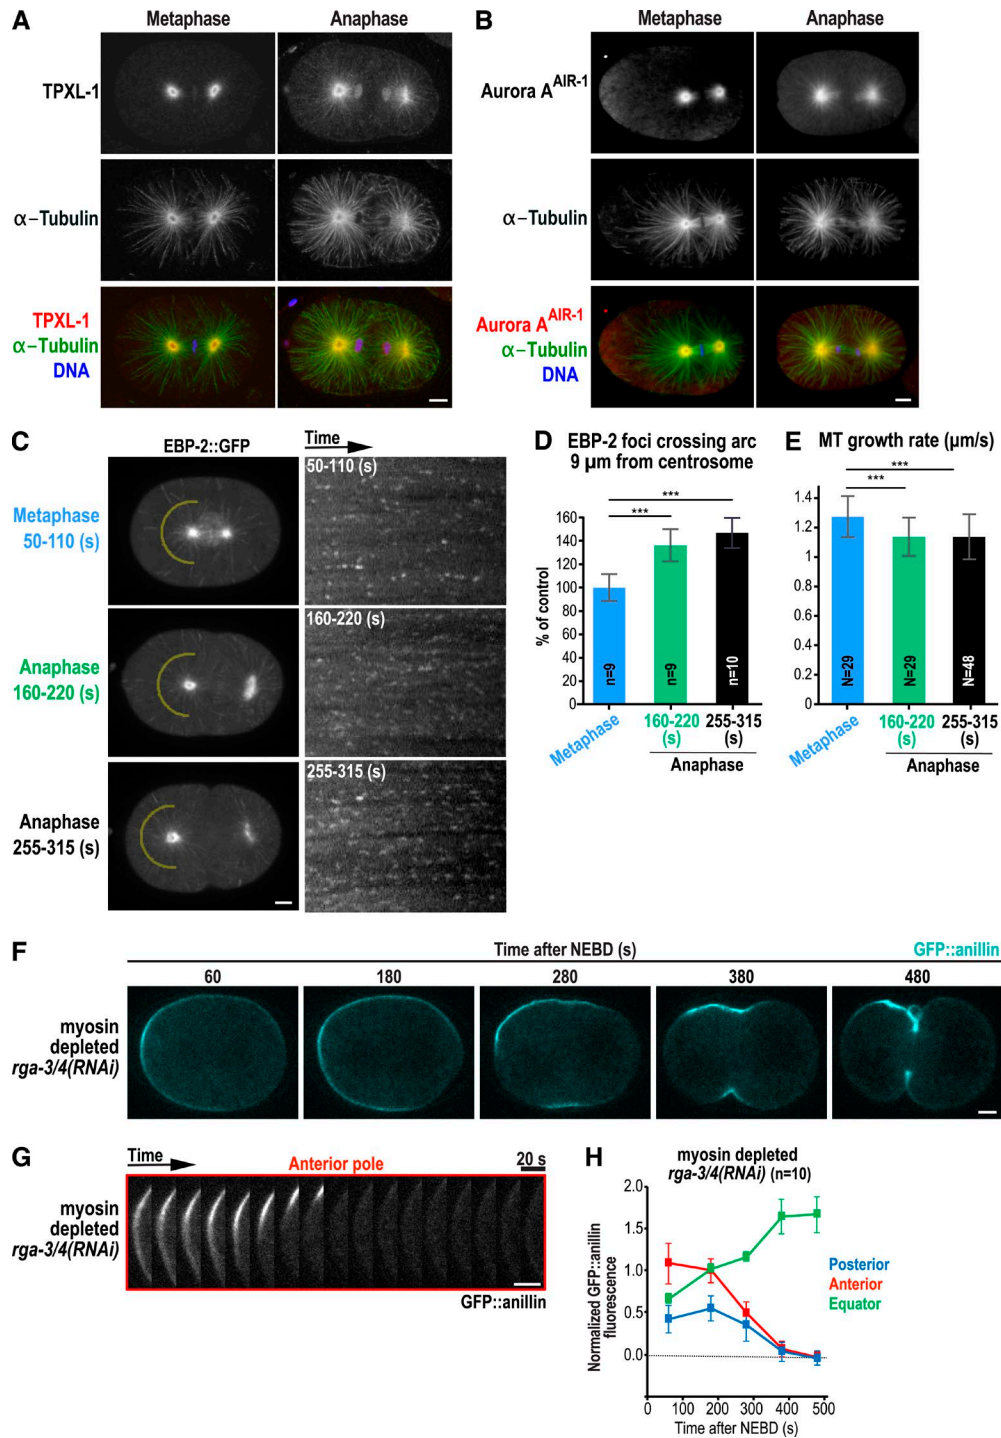 A
Metaphase
Anaphase
TPXL-1
α–Tubulin
TPXL-1
α–Tubulin
DNA
B
Metaphase
Anaphase
Aurora A^AIR-1
α–Tubulin
Aurora A^AIR-1
α–Tubulin
DNA
C
EBP-2::GFP
Time
Metaphase
50-110 (s)
50-110 (s)
Anaphase
160-220 (s)
160-220 (s)
Anaphase
255-315 (s)
255-315 (s)
D
EBP-2 foci crossing arc
9 µm from centrosome
% of control
160
140
120
100
80
60
40
20
0
***
***
n=9
n=9
n=10
Metaphase
160-220
(s)
255-315
(s)
Anaphase
E
MT growth rate (µm/s)
1.4
1.2
1
0.8
0.6
0.4
0.2
0
***
***
N=29
N=29
N=48
Metaphase
160-220
(s)
255-315
(s)
Anaphase
F
Time after NEBD (s)
GFP::anillin
60
180
280
380
480
myosin
depleted
rga-3/4(RNAi)
G
Time
Anterior pole
20 s
myosin
depleted
rga-3/4(RNAi)
GFP::anillin
H
myosin depleted
rga-3/4(RNAi) (n=10)
Normalized GFP::anillin
fluorescence
2.0
1.5
1.0
0.5
0.0
Posterior
Anterior
Equator
0
100
200
300
400
500
Time after NEBD (s)